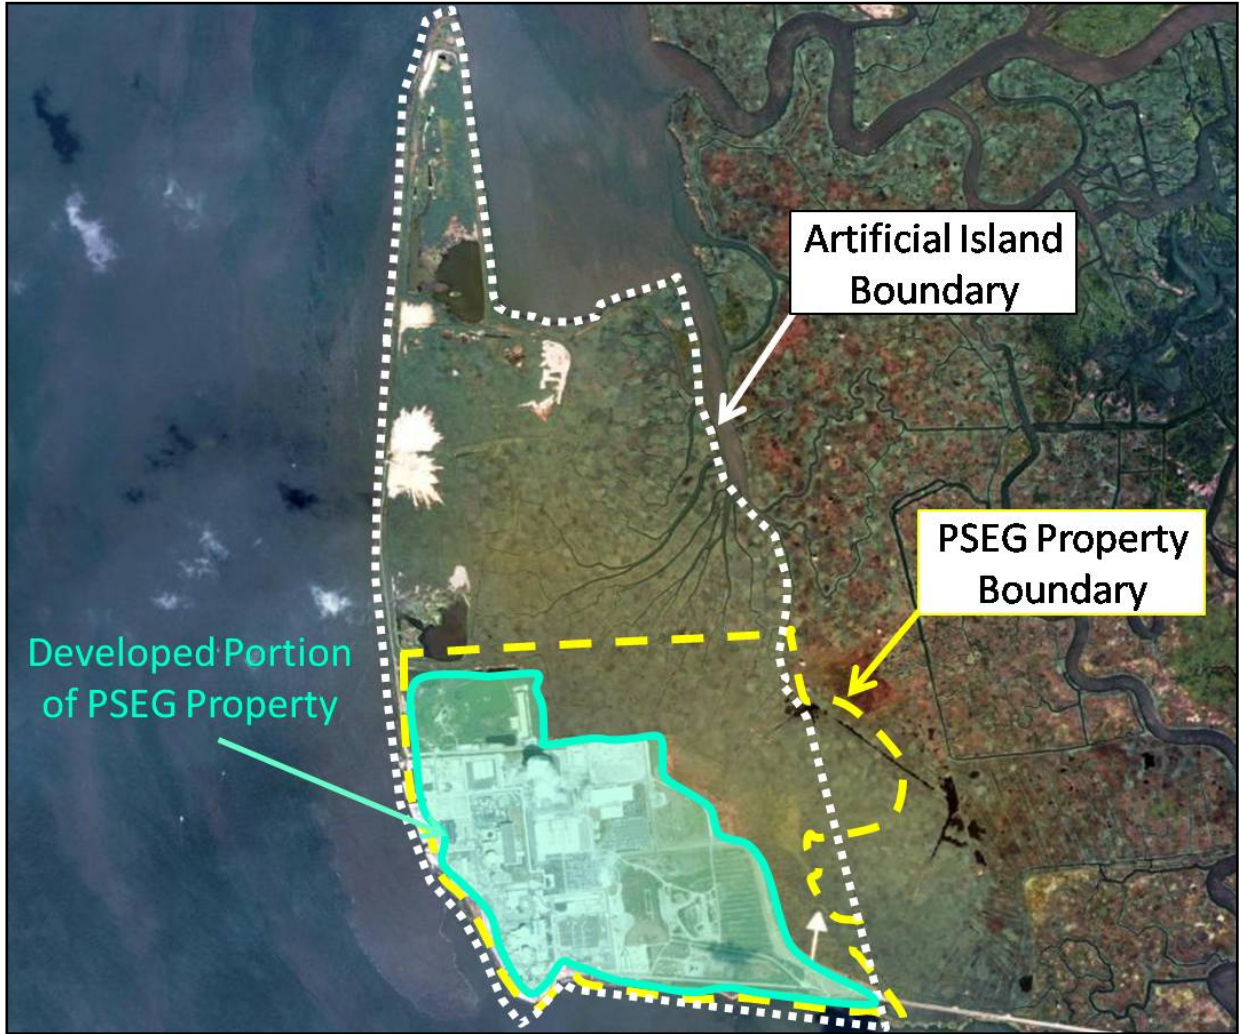 Artificial Island
Boundary
PSEG Property
Boundary
Developed Portion
of PSEG Property